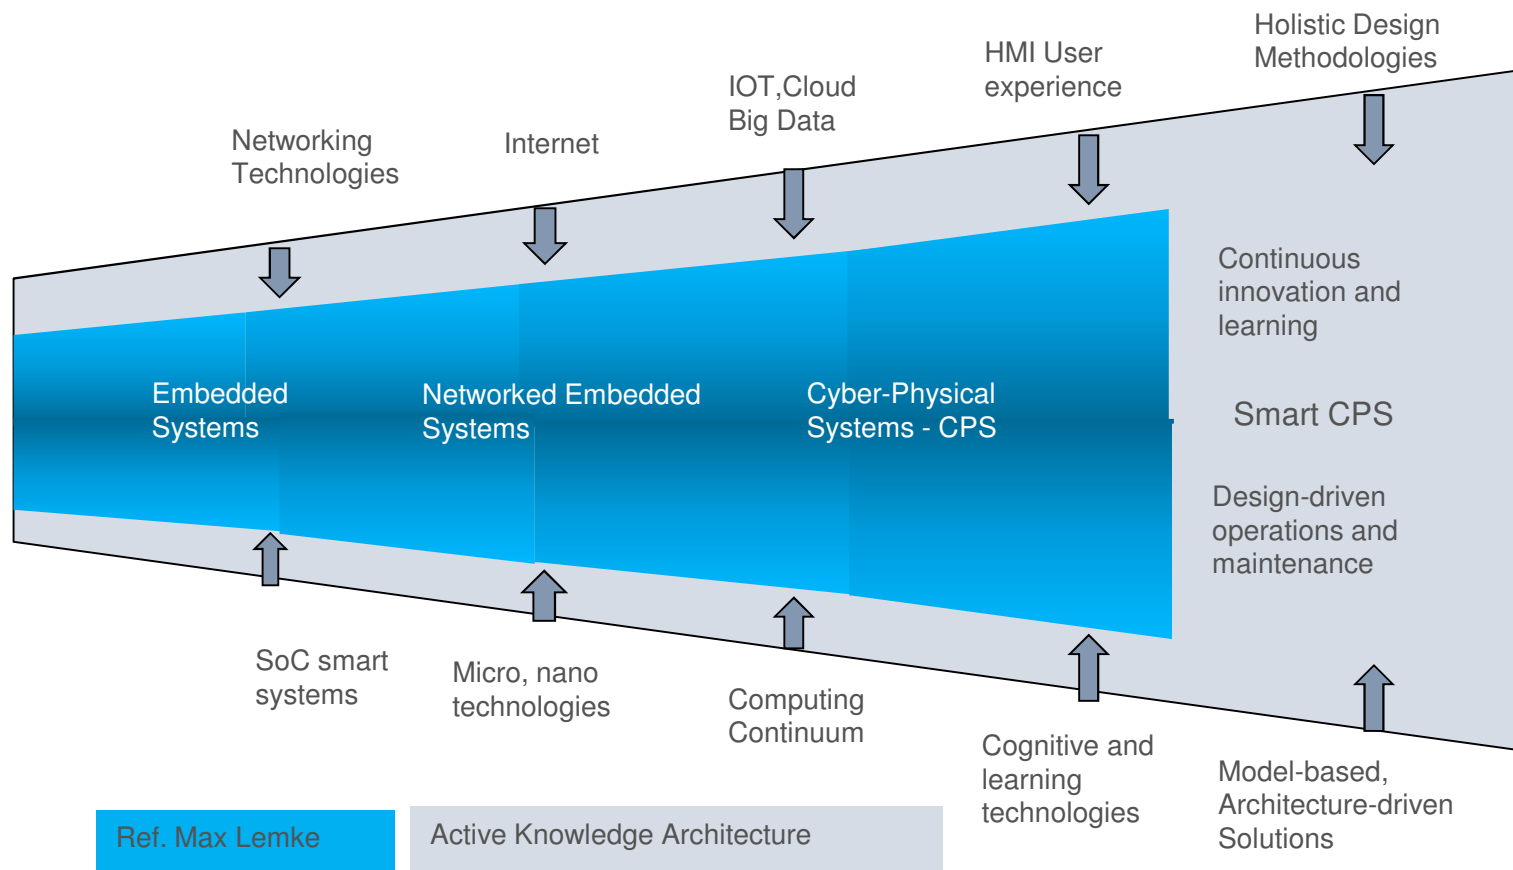 Holistic Design
Methodologies
HMI User
experience
IOT,Cloud
Big Data
Internet
Networking
Technologies
Continuous
innovation and
learning
Embedded
Systems
Networked Embedded
Systems
Cyber-Physical
Systems - CPS
Smart CPS
Design-driven
operations and
maintenance
SoC smart
systems
Micro, nano
technologies
Computing
Continuum
Cognitive and
learning
technologies
Model-based,
Architecture-driven
Solutions
Ref. Max Lemke
Active Knowledge Architecture